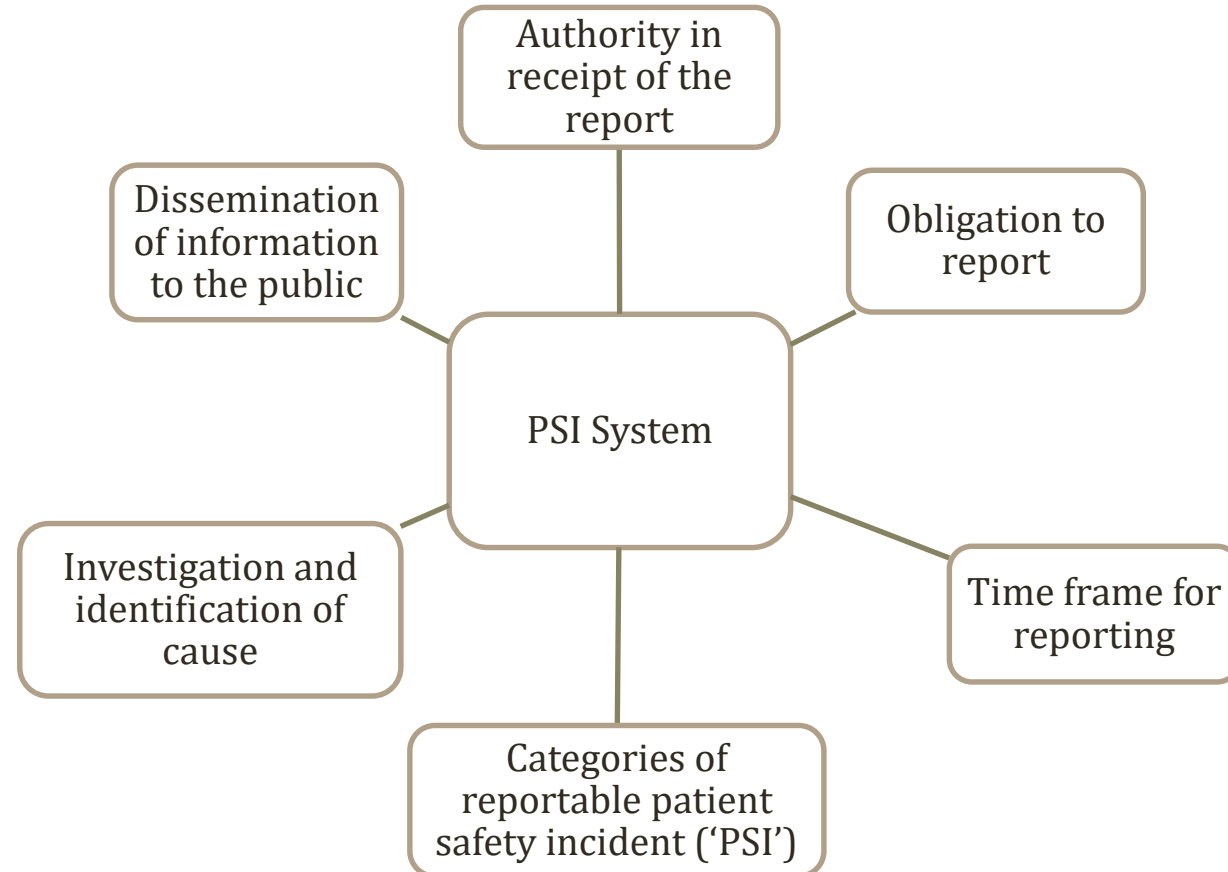 Authority in
receipt of the
report
Dissemination
of information
to the public
Obligation to
report
PSI System
Investigation and
identification of
cause
Time frame for
reporting
Categories of
reportable patient
safety incident (‘PSI’)